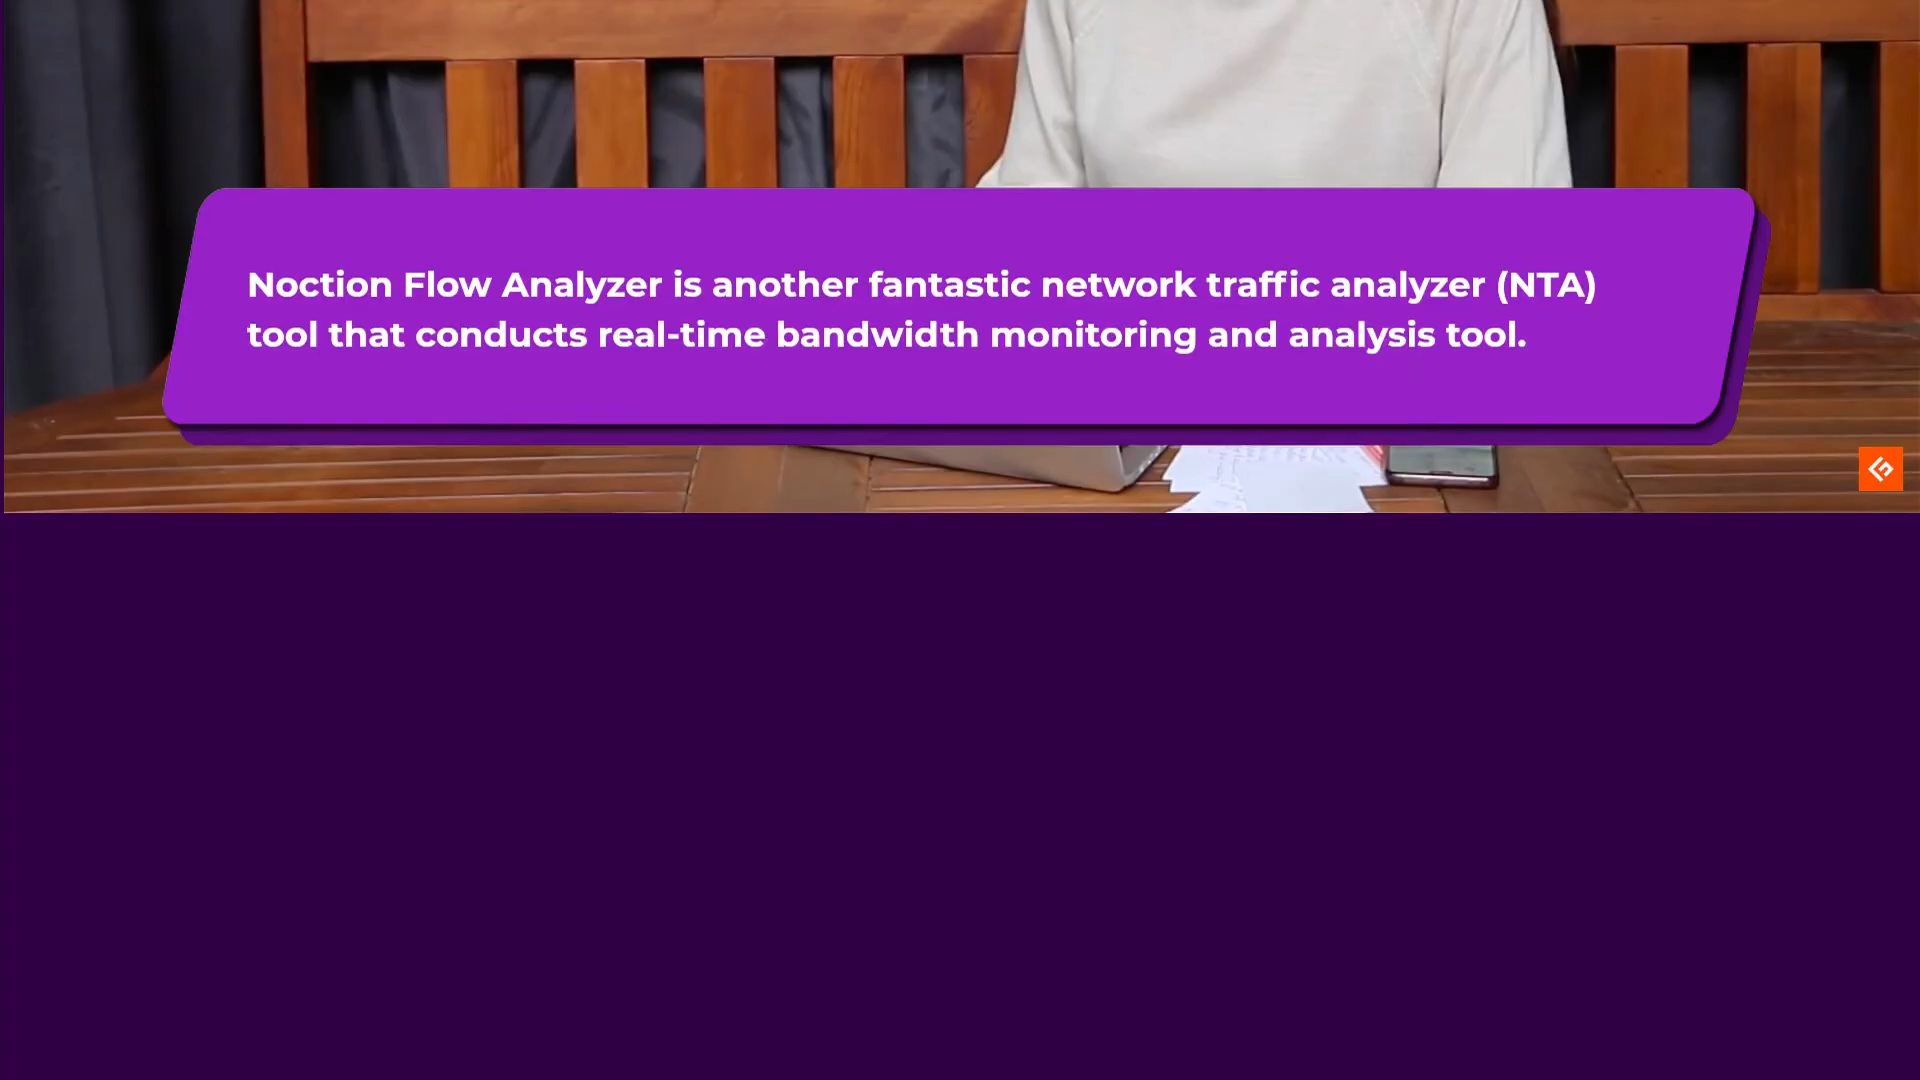 Noction Flow Analyzer is another fantastic network traffic analyzer (NTA)
tool that conducts real-time bandwidth monitoring and analysis tool.